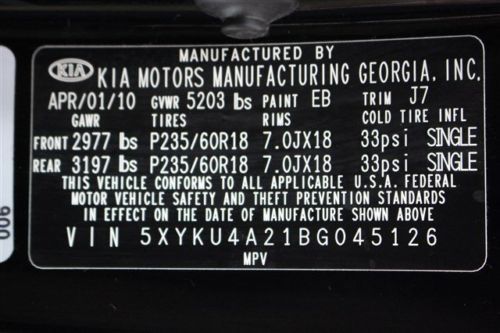 MANUFACTURED BY
KIA KIA MOTORS MANUFACTURING GEORGIA, INC.
APR/01/10 GVWR 5203 lbs PAINT EB TRIM J7
GAWR TIRES RIMS COLD TIRE INFL
FRONT 2977 lbs P235/60R18 7.0JX18 33psi SINGLE
REAR 3197 lbs P235/60R18 7.0JX18 33psi SINGLE
THIS VEHICLE CONFORMS TO ALL APPLICABLE U.S.A. FEDERAL
MOTOR VEHICLE SAFETY AND THEFT PREVENTION STANDARDS
IN EFFECT ON THE DATE OF MANUFACTURE SHOWN ABOVE
VIN 5XYKU4A21BG045126
MPV